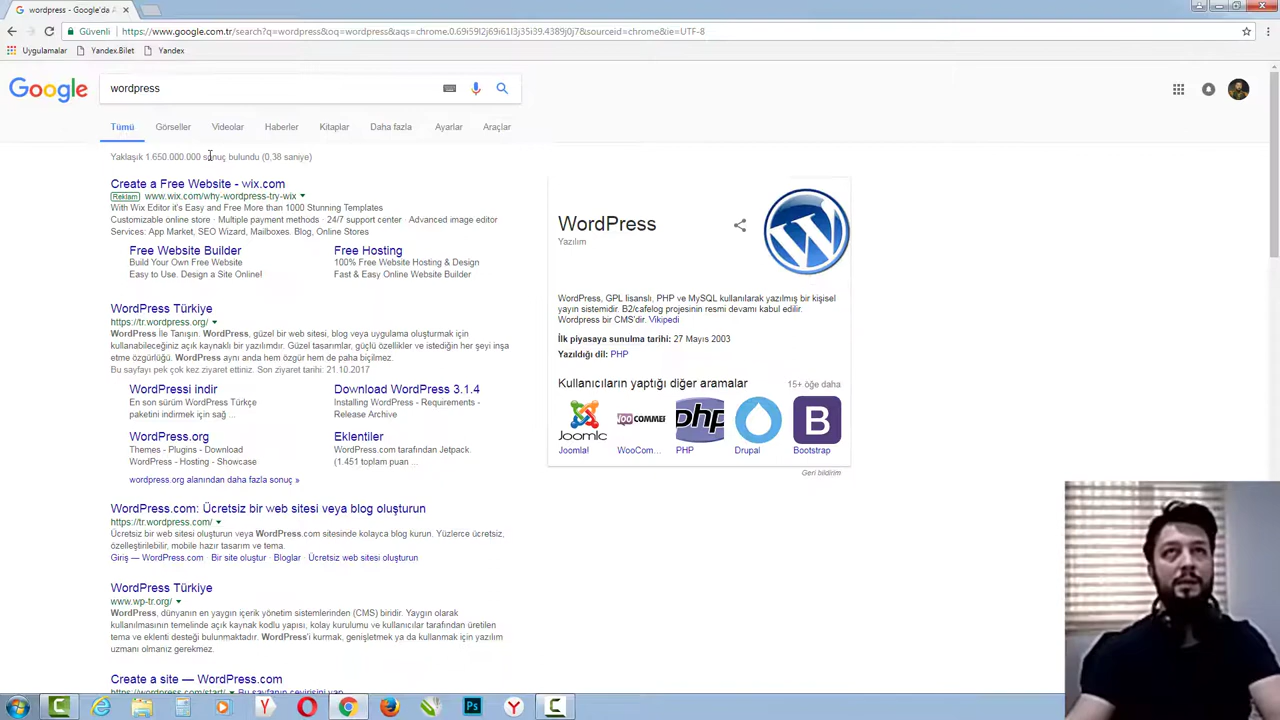 wordpress - Google'da A
Güvenli
https://www.google.com.tr/search?q=wordpress&oq=wordpress&aqs=chrome.0.69i59l2j69i61l3j35i39.4389j0j7&sourceid=chrome&ie=UTF-8
Uygulamalar Yandex.Bilet Yandex
Google
wordpress
Tümü Görseller Videolar Haberler Kitaplar Daha fazla Ayarlar Araçlar
Yaklaşık 1.650.000.000 sonuç bulundu (0,38 saniye)
Create a Free Website - wix.com
Reklam www.wix.com/why-wordpress-try-wix
With Wix Editor it's Easy and Free More than 1000 Stunning Templates
Customizable online store · Multiple payment methods · 24/7 support center · Advanced image editor
Services: App Market, SEO Wizard, Mailboxes. Blog, Online Stores
Free Website Builder
Build Your Own Free Website
Easy to Use. Design a Site Online!
Free Hosting
100% Free Website Hosting & Design
Fast & Easy Online Website Builder
WordPress Türkiye
https://tr.wordpress.org/
WordPress İle Tanışın. WordPress, güzel bir web sitesi, blog veya uygulama oluşturmak için
kullanabileceğiniz açık kaynaklı bir yazılımdır. Güzel tasarımlar, güçlü özellikler ve istediğin her şeyi inşa
etme özgürlüğü. WordPress aynı anda hem özgür hem de paha biçilmez.
Bu sayfayı pek çok kez ziyaret ettiniz. Son ziyaret tarihi: 21.10.2017
WordPressi indir
En son sürüm WordPress Türkçe
paketini indirmek için sağ ...
Download WordPress 3.1.4
Installing WordPress - Requirements -
Release Archive
WordPress.org
Themes - Plugins - Download
WordPress - Hosting - Showcase
Eklentiler
WordPress.com tarafından Jetpack.
(1.451 toplam puan ...
wordpress.org alanından daha fazla sonuç »
WordPress.com: Ücretsiz bir web sitesi veya blog oluşturun
https://tr.wordpress.com/
Ücretsiz bir web sitesi oluşturun veya WordPress.com sitesinde kolayca blog kurun. Yüzlerce ücretsiz,
özelleştirilebilir, mobile hazır tasarım ve tema.
Giriş — WordPress.com · Bir site oluştur · Bloglar · Ücretsiz web sitesi oluşturun
WordPress Türkiye
www.wp-tr.org/
WordPress, dünyanın en yaygın içerik yönetim sistemlerinden (CMS) biridir. Yaygın olarak
kullanılmasının temelinde açık kaynak kodlu yapısı, kolay kurulumu ve kullanıcılar tarafından üretilen
tema ve eklenti desteği bulunmaktadır. WordPress'i kurmak, genişletmek ya da kullanmak için yazılım
uzmanı olmanız gerekmez.
Create a site — WordPress.com
https://wordpress.com/start/ Bu sayfanın çevirisini yap
WordPress
Yazılım
W
WordPress, GPL lisanslı, PHP ve MySQL kullanılarak yazılmış bir kişisel
yayın sistemidir. B2/cafelog projesinin resmi devamı kabul edilir.
Wordpress bir CMS'dir. Vikipedi
İlk piyasaya sunulma tarihi: 27 Mayıs 2003
Yazıldığı dil: PHP
Kullanıcıların yaptığı diğer aramalar 15+ öğe daha
Joomla! WooCom... PHP Drupal Bootstrap
Geri bildirim